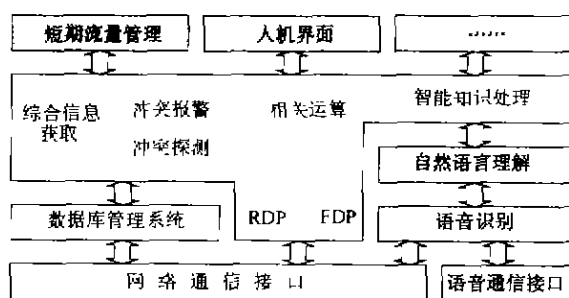 短期流量管理
人机界面
······
综合信息
获取
冲突报警
相关运算
智能知识处理
冲突探测
自然语言理解
数据库管理系统
RDP
FDP
语音识别
网络通信接口
语音通信接口